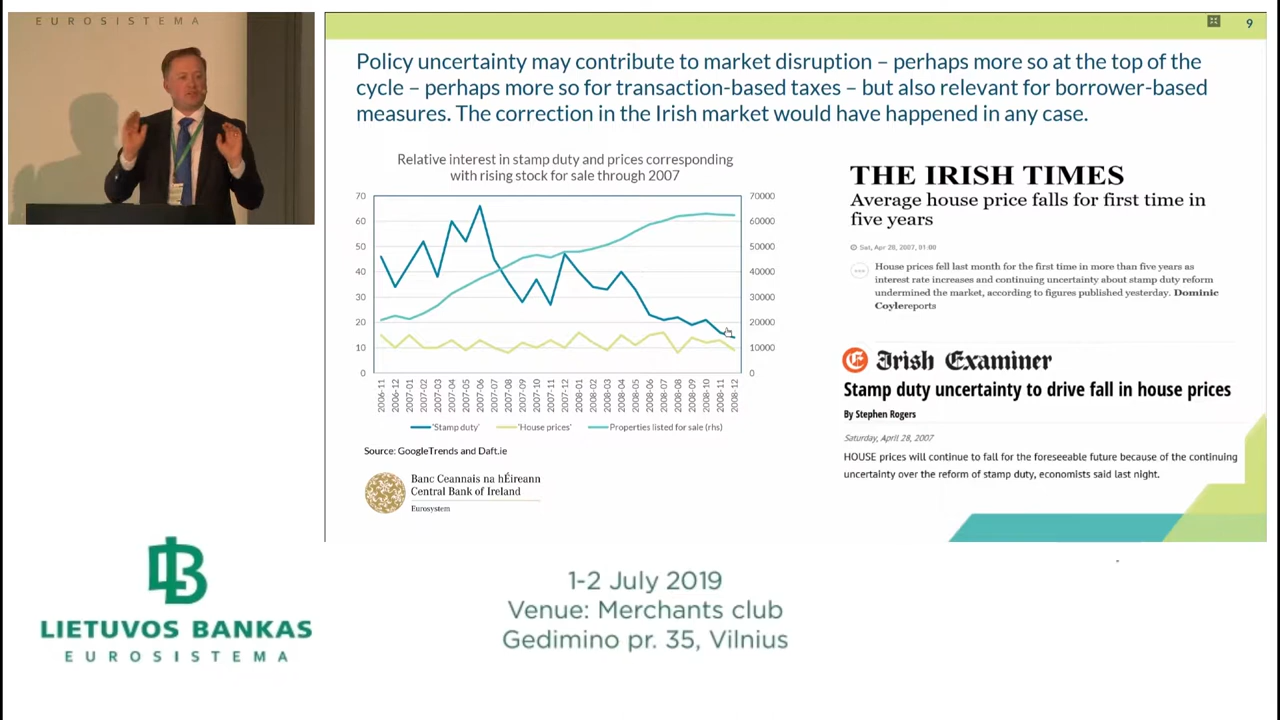 EUROSISTEMA
9
Policy uncertainty may contribute to market disruption – perhaps more so at the top of the
cycle – perhaps more so for transaction-based taxes – but also relevant for borrower-based
measures. The correction in the Irish market would have happened in any case.
Relative interest in stamp duty and prices corresponding
with rising stock for sale through 2007
70
60
50
40
30
20
10
0
70000
60000
50000
40000
30000
20000
10000
0
2006-11
2006-12
2007-01
2007-02
2007-03
2007-04
2007-05
2007-06
2007-07
2007-08
2007-09
2007-10
2007-11
2007-12
2008-01
2008-02
2008-03
2008-04
2008-05
2008-06
2008-07
2008-08
2008-09
2008-10
2008-11
2008-12
'Stamp duty' 'House prices' Properties listed for sale (rhs)
Source: GoogleTrends and Daft.ie
Banc Ceannais na hÉireann
Central Bank of Ireland
Eurosystem
THE IRISH TIMES
Average house price falls for first time in
five years
Sat, Apr 28, 2007, 01:00
House prices fell last month for the first time in more than five years as
interest rate increases and continuing uncertainty about stamp duty reform
undermined the market, according to figures published yesterday. Dominic
Coylereports
E Irish Examiner
Stamp duty uncertainty to drive fall in house prices
By Stephen Rogers
Saturday, April 28, 2007
HOUSE prices will continue to fall for the foreseeable future because of the continuing
uncertainty over the reform of stamp duty, economists said last night.
LIETUVOS BANKAS
EUROSISTEMA
1-2 July 2019
Venue: Merchants club
Gedimino pr. 35, Vilnius